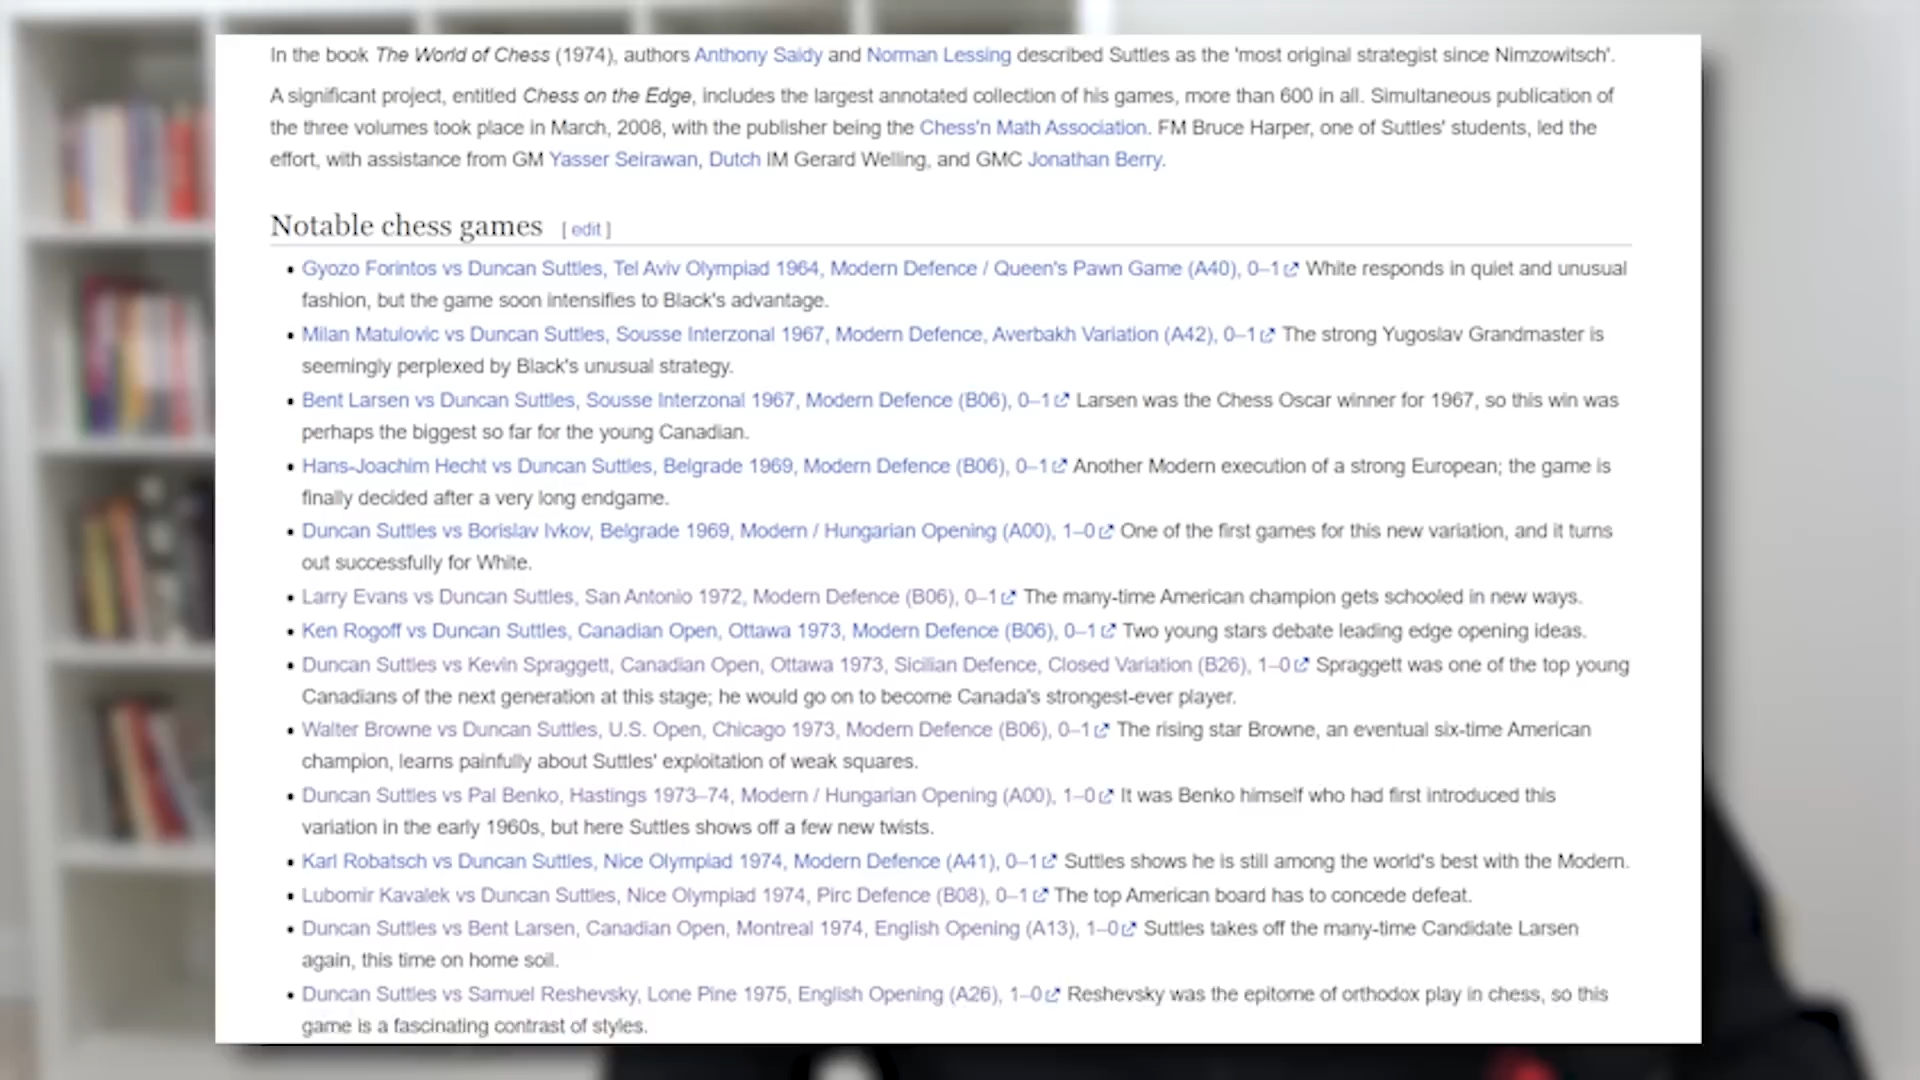 In the book The World of Chess (1974), authors Anthony Saidy and Norman Lessing described Suttles as the 'most original strategist since Nimzowitsch'.
A significant project, entitled Chess on the Edge, includes the largest annotated collection of his games, more than 600 in all. Simultaneous publication of
the three volumes took place in March, 2008, with the publisher being the Chess'n Math Association. FM Bruce Harper, one of Suttles' students, led the
effort, with assistance from GM Yasser Seirawan, Dutch IM Gerard Welling, and GMC Jonathan Berry.
Notable chess games [ edit ]
• Gyozo Forintos vs Duncan Suttles, Tel Aviv Olympiad 1964, Modern Defence / Queen's Pawn Game (A40), 0–1 White responds in quiet and unusual
fashion, but the game soon intensifies to Black's advantage.
• Milan Matulovic vs Duncan Suttles, Sousse Interzonal 1967, Modern Defence, Averbakh Variation (A42), 0–1 The strong Yugoslav Grandmaster is
seemingly perplexed by Black's unusual strategy.
• Bent Larsen vs Duncan Suttles, Sousse Interzonal 1967, Modern Defence (B06), 0–1 Larsen was the Chess Oscar winner for 1967, so this win was
perhaps the biggest so far for the young Canadian.
• Hans-Joachim Hecht vs Duncan Suttles, Belgrade 1969, Modern Defence (B06), 0–1 Another Modern execution of a strong European; the game is
finally decided after a very long endgame.
• Duncan Suttles vs Borislav Ivkov, Belgrade 1969, Modern / Hungarian Opening (A00), 1–0 One of the first games for this new variation, and it turns
out successfully for White.
• Larry Evans vs Duncan Suttles, San Antonio 1972, Modern Defence (B06), 0–1 The many-time American champion gets schooled in new ways.
• Ken Rogoff vs Duncan Suttles, Canadian Open, Ottawa 1973, Modern Defence (B06), 0–1 Two young stars debate leading edge opening ideas.
• Duncan Suttles vs Kevin Spraggett, Canadian Open, Ottawa 1973, Sicilian Defence, Closed Variation (B26), 1–0 Spraggett was one of the top young
Canadians of the next generation at this stage; he would go on to become Canada's strongest-ever player.
• Walter Browne vs Duncan Suttles, U.S. Open, Chicago 1973, Modern Defence (B06), 0–1 The rising star Browne, an eventual six-time American
champion, learns painfully about Suttles' exploitation of weak squares.
• Duncan Suttles vs Pal Benko, Hastings 1973–74, Modern / Hungarian Opening (A00), 1–0 It was Benko himself who had first introduced this
variation in the early 1960s, but here Suttles shows off a few new twists.
• Karl Robatsch vs Duncan Suttles, Nice Olympiad 1974, Modern Defence (A41), 0–1 Suttles shows he is still among the world's best with the Modern.
• Lubomir Kavalek vs Duncan Suttles, Nice Olympiad 1974, Pirc Defence (B08), 0–1 The top American board has to concede defeat.
• Duncan Suttles vs Bent Larsen, Canadian Open, Montreal 1974, English Opening (A13), 1–0 Suttles takes off the many-time Candidate Larsen
again, this time on home soil.
• Duncan Suttles vs Samuel Reshevsky, Lone Pine 1975, English Opening (A26), 1–0 Reshevsky was the epitome of orthodox play in chess, so this
game is a fascinating contrast of styles.